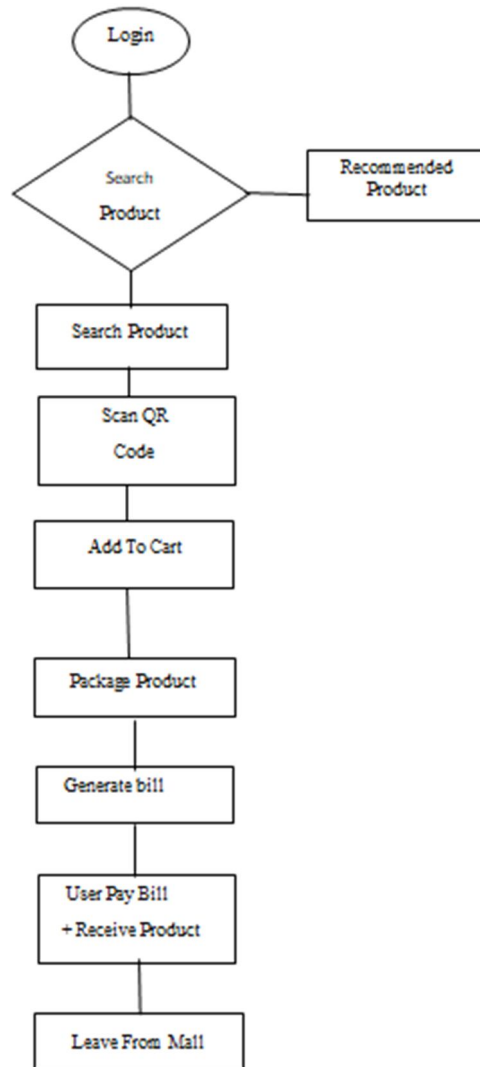 Login
Search
Product
Recommended
Product
Search Product
Scan QR
Code
Add To Cart
Package Product
Generate bill
User Pay Bill
+ Receive Product
Leave From Mall